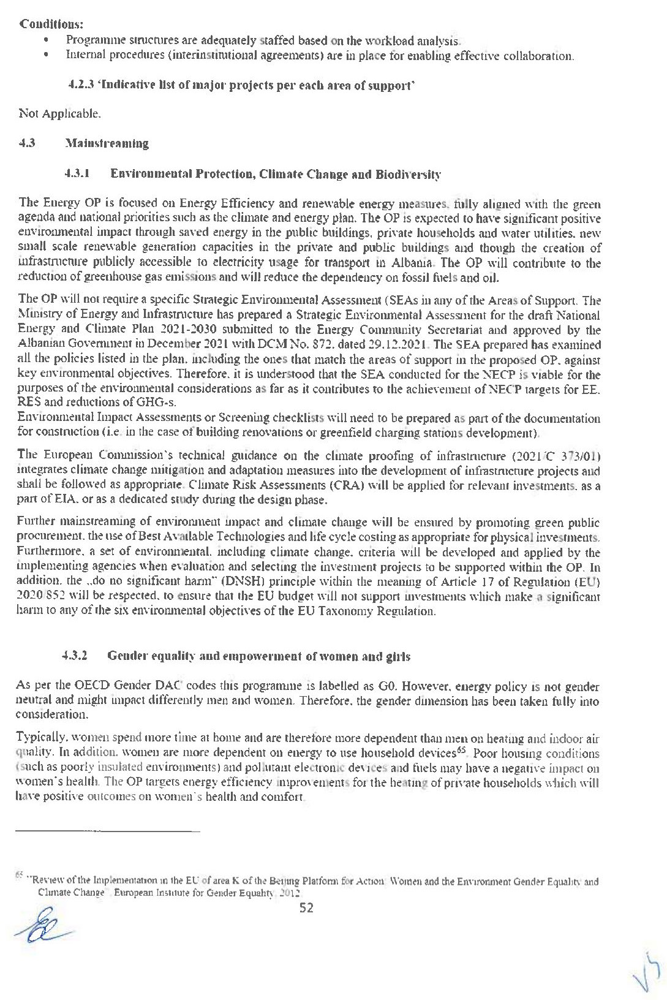 Conditions:
• Programme structures are adequately staffed based on the workload analysis.
• Internal procedures (interinstitutional agreements) are in place for enabling effective collaboration.
4.2.3 ‘Indicative list of major projects per each area of support’
Not Applicable.
4.3 Mainstreaming
4.3.1 Environmental Protection, Climate Change and Biodiversity
The Energy OP is focused on Energy Efficiency and renewable energy measures, fully aligned with the green
agenda and national priorities such as the climate and energy plan. The OP is expected to have significant positive
environmental impact through saved energy in the public buildings, private households and water utilities, new
small scale renewable generation capacities in the private and public buildings and though the creation of
infrastructure publicly accessible to electricity usage for transport in Albania. The OP will contribute to the
reduction of greenhouse gas emissions and will reduce the dependency on fossil fuels and oil.
The OP will not require a specific Strategic Environmental Assessment (SEAs in any of the Areas of Support. The
Ministry of Energy and Infrastructure has prepared a Strategic Environmental Assessment for the draft National
Energy and Climate Plan 2021-2030 submitted to the Energy Community Secretariat and approved by the
Albanian Government in December 2021 with DCM No. 872, dated 29.12.2021. The SEA prepared has examined
all the policies listed in the plan, including the ones that match the areas of support in the proposed OP, against
key environmental objectives. Therefore, it is understood that the SEA conducted for the NECP is viable for the
purposes of the environmental considerations as far as it contributes to the achievement of NECP targets for EE,
RES and reductions of GHG-s.
Environmental Impact Assessments or Screening checklists will need to be prepared as part of the documentation
for construction (i.e. in the case of building renovations or greenfield charging stations development).
The European Commission's technical guidance on the climate proofing of infrastructure (2021/C 373/01)
integrates climate change mitigation and adaptation measures into the development of infrastructure projects and
shall be followed as appropriate. Climate Risk Assessments (CRA) will be applied for relevant investments, as a
part of EIA, or as a dedicated study during the design phase.
Further mainstreaming of environment impact and climate change will be ensured by promoting green public
procurement, the use of Best Available Technologies and life cycle costing as appropriate for physical investments.
Furthermore, a set of environmental, including climate change, criteria will be developed and applied by the
implementing agencies when evaluation and selecting the investment projects to be supported within the OP. In
addition, the „do no significant harm“ (DNSH) principle within the meaning of Article 17 of Regulation (EU)
2020/852 will be respected, to ensure that the EU budget will not support investments which make a significant
harm to any of the six environmental objectives of the EU Taxonomy Regulation.
4.3.2 Gender equality and empowerment of women and girls
As per the OECD Gender DAC codes this programme is labelled as G0. However, energy policy is not gender
neutral and might impact differently men and women. Therefore, the gender dimension has been taken fully into
consideration.
Typically, women spend more time at home and are therefore more dependent than men on heating and indoor air
quality. In addition, women are more dependent on energy to use household devices65. Poor housing conditions
(such as poorly insulated environments) and pollutant electronic devices and fuels may have a negative impact on
women's health. The OP targets energy efficiency improvements for the heating of private households which will
have positive outcomes on women's health and comfort.
65 “Review of the Implementation in the EU of area K of the Beijing Platform for Action: Women and the Environment Gender Equality and
Climate Change”. European Institute for Gender Equality, 2012
52